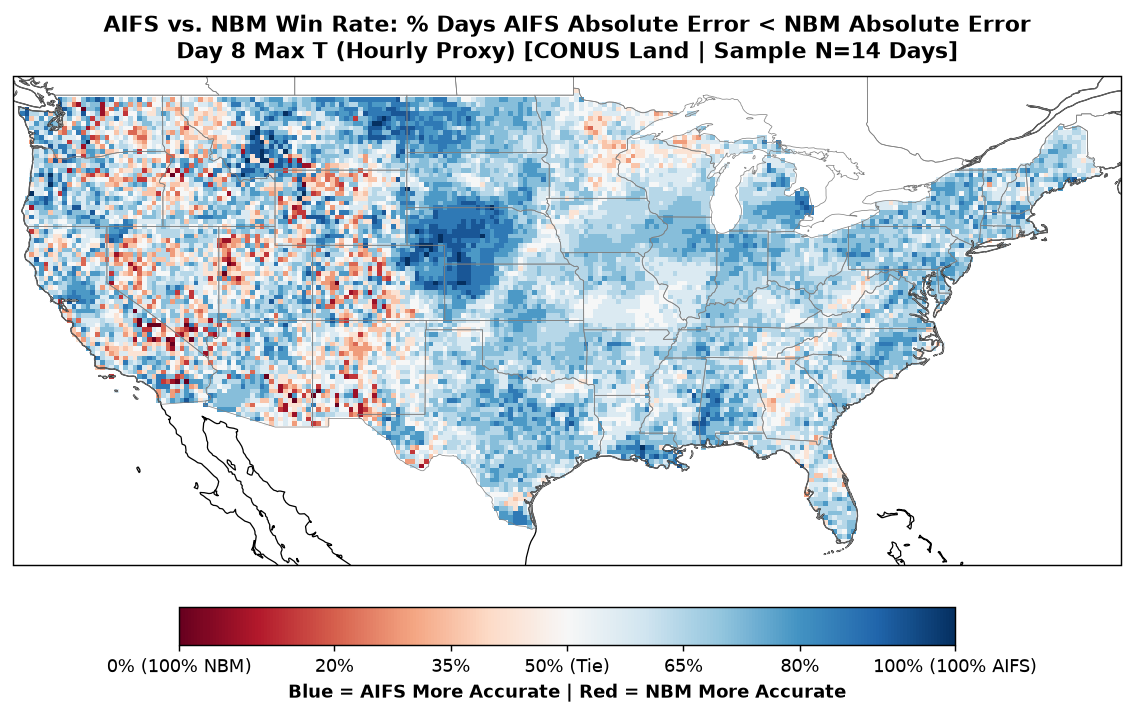 AIFS vs. NBM Win Rate: % Days AIFS Absolute Error < NBM Absolute Error
Day 8 Max T (Hourly Proxy) [CONUS Land | Sample N=14 Days]
0% (100% NBM) 20% 35% 50% (Tie) 65% 80% 100% (100% AIFS)
Blue = AIFS More Accurate | Red = NBM More Accurate